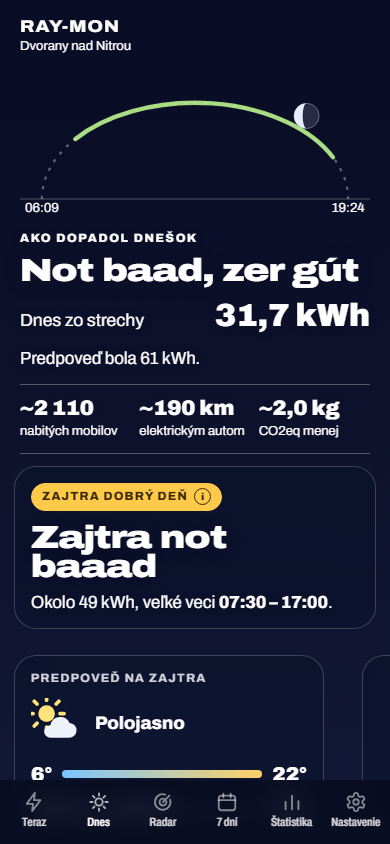 RAY-MON
Dvorany nad Nitrou
06:09
19:24
AKO DOPADOL DNEŠOK
Not baad, zer gút
Dnes zo strechy 31,7 kWh
Predpoveď bola 61 kWh.
~2 110 ~190 km ~2,0 kg
nabitých mobilov elektrickým autom CO2eq menej
ZAJTRA DOBRÝ DEŇ i
Zajtra not
baaad
Okolo 49 kWh, veľké veci 07:30 – 17:00.
PREDPOVEĎ NA ZAJTRA
Polojasno
6° 22°
Teraz Dnes Radar 7 dní Štatistika Nastavenie